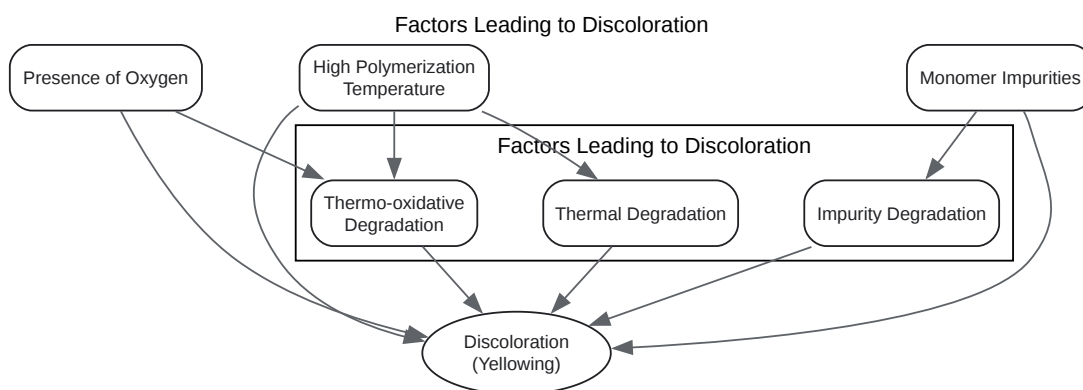 Factors Leading to Discoloration
Presence of Oxygen
High Polymerization
Temperature
Monomer Impurities
Factors Leading to Discoloration
Thermo-oxidative
Degradation
Thermal Degradation
Impurity Degradation
Discoloration
(Yellowing)